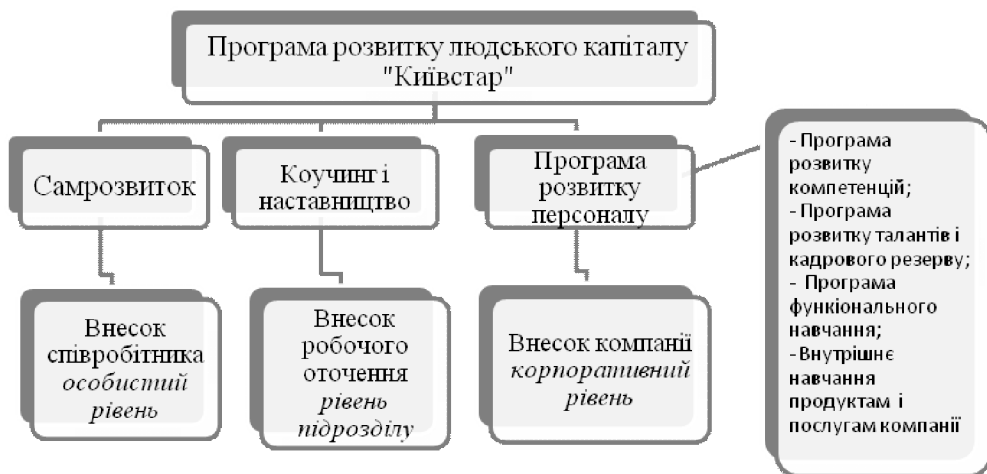 Програма розвитку людського капіталу
"Київстар"
Самрозвиток
Коучинг і
наставництво
Програма
розвитку
персоналу
- Програма
розвитку
компетенцій;
- Програма
розвитку талантів і
кадрового резерву;
- Програма
функіонального
навчання;
-Внутрішнє
навчання
продуктам і
послугам компанії
Внесок
співробітника
особистий
рівень
Внесок
робочого
оточення
рівень
підрозділу
Внесок компанії
корпоративний
рівень